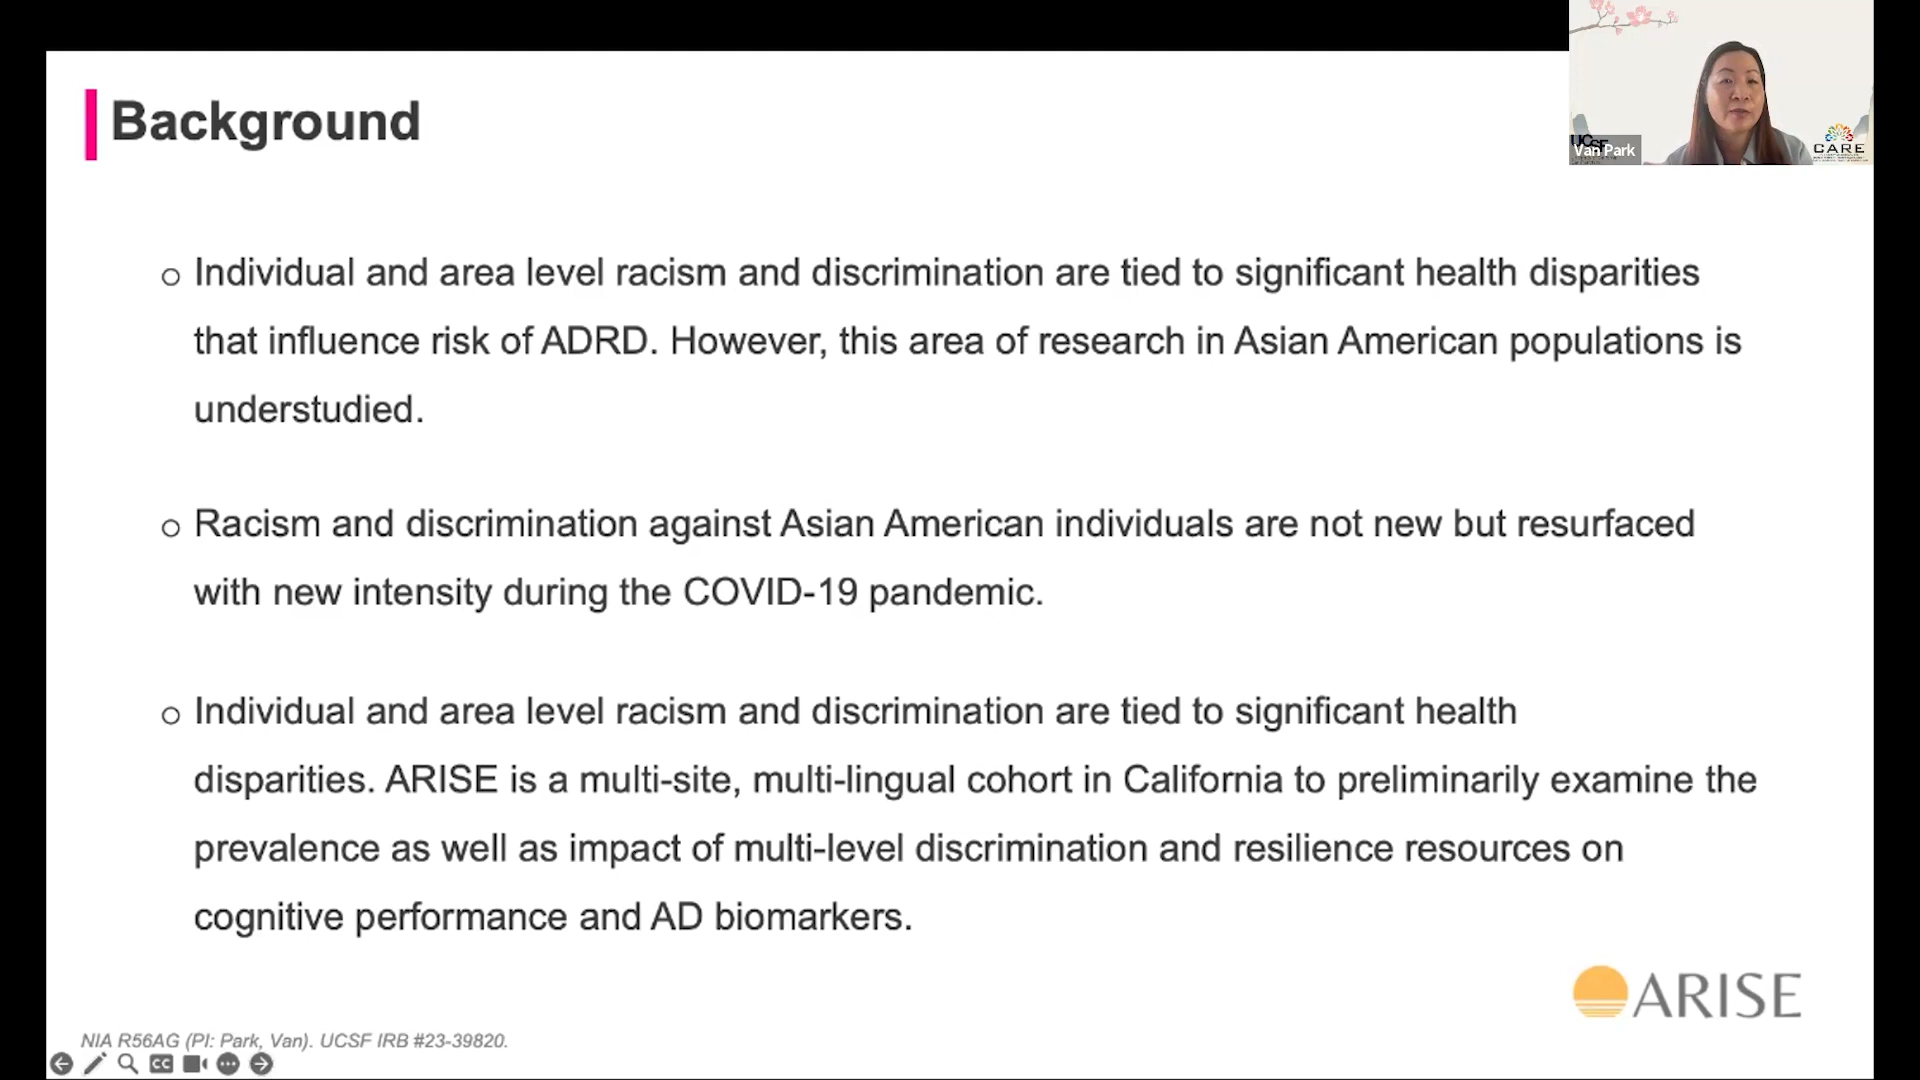 Background
Individual and area level racism and discrimination are tied to significant health disparities
that influence risk of ADRD. However, this area of research in Asian American populations is
understudied.
Racism and discrimination against Asian American individuals are not new but resurfaced
with new intensity during the COVID-19 pandemic.
Individual and area level racism and discrimination are tied to significant health
disparities. ARISE is a multi-site, multi-lingual cohort in California to preliminarily examine the
prevalence as well as impact of multi-level discrimination and resilience resources on
cognitive performance and AD biomarkers.
ARISE
NIA R56AG (PI: Park, Van). UCSF IRB #23-39820.
CC
UCSF
Van Park
CARE